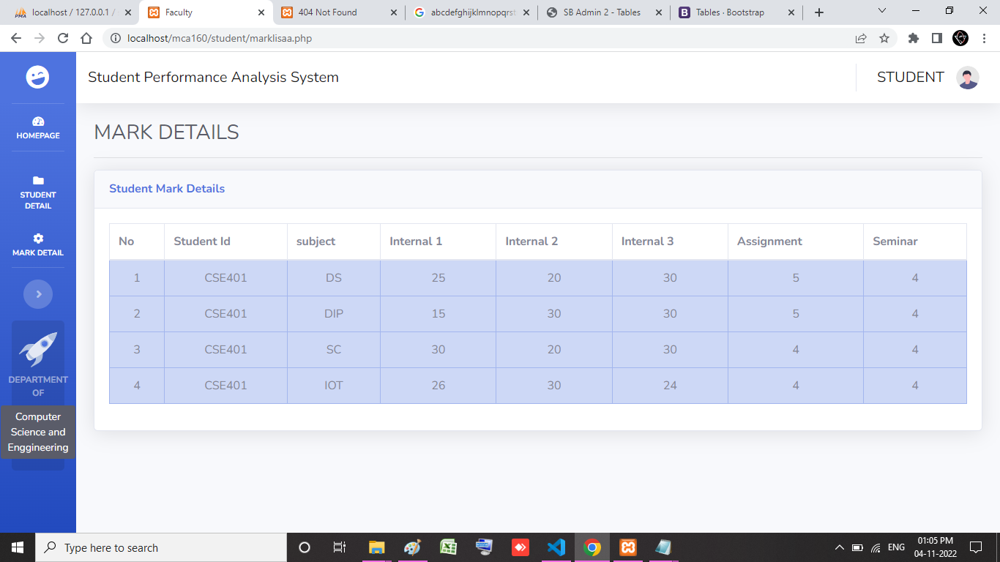 localhost / 127.0.0.1 /
Faculty
404 Not Found
abcdefghijklmnopqrst
SB Admin 2 - Tables
Tables · Bootstrap
localhost/mca160/student/marklisaa.php
Student Performance Analysis System
STUDENT
HOMEPAGE
STUDENT
DETAIL
MARK DETAIL
DEPARTMENT
OF
Computer
Science and
Enggineering
MARK DETAILS
Student Mark Details
No Student Id subject Internal 1 Internal 2 Internal 3 Assignment Seminar
1 CSE401 DS 25 20 30 5 4
2 CSE401 DIP 15 30 30 5 4
3 CSE401 SC 30 20 30 4 4
4 CSE401 IOT 26 30 24 4 4
Type here to search
ENG
01:05 PM
04-11-2022